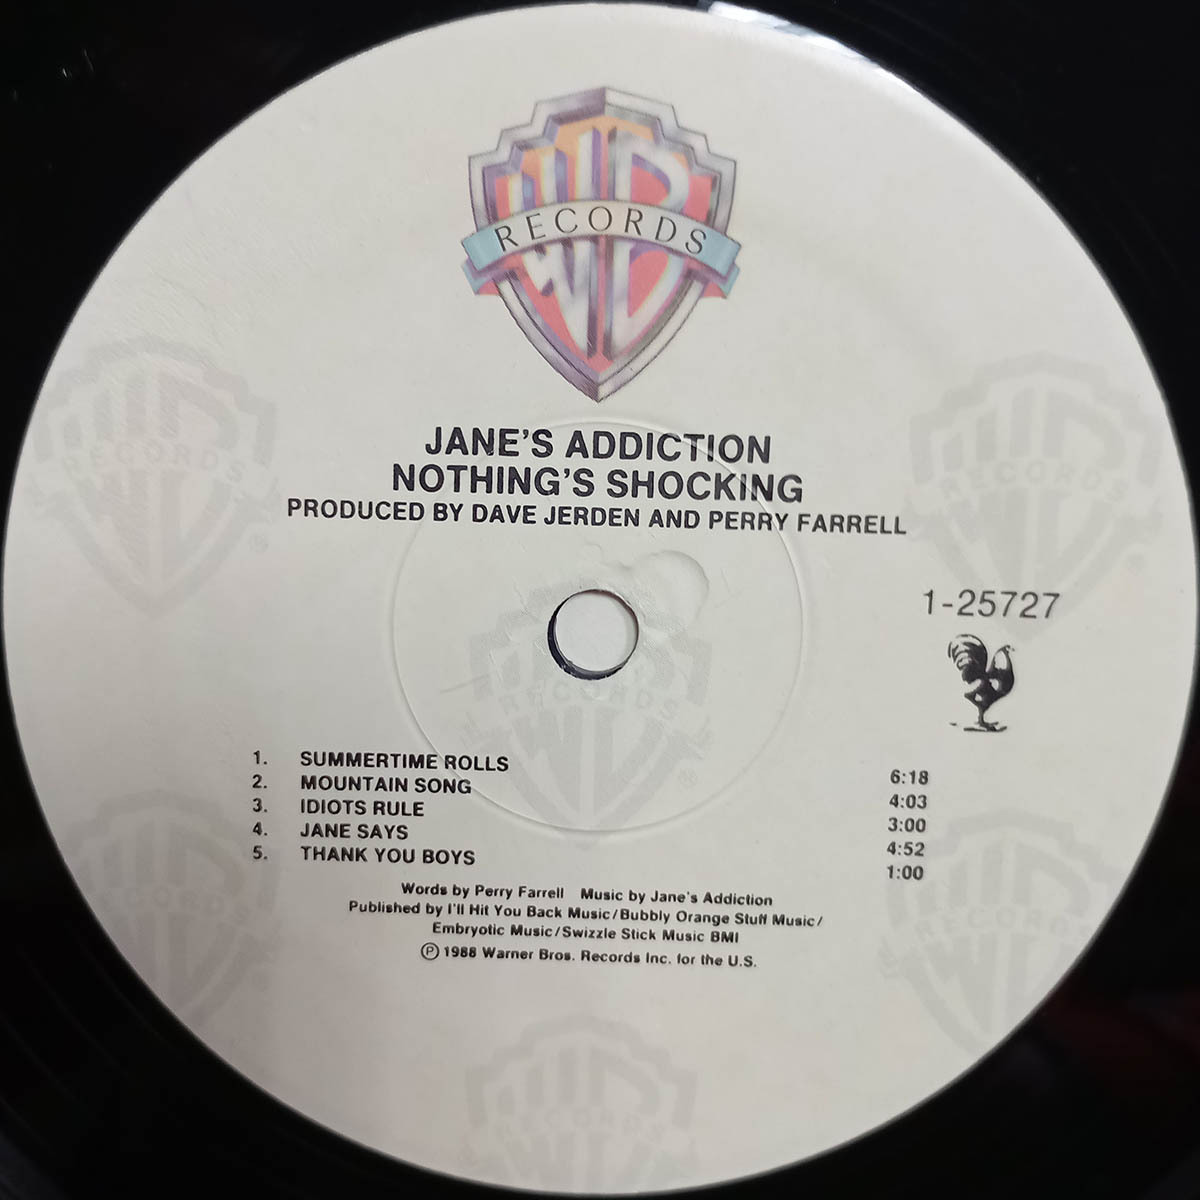 WB
RECORDS
JANE'S ADDICTION
NOTHING'S SHOCKING
PRODUCED BY DAVE JERDEN AND PERRY FARRELL
1-25727
1. SUMMERTIME ROLLS 6:18
2. MOUNTAIN SONG 4:03
3. IDIOTS RULE 3:00
4. JANE SAYS 4:52
5. THANK YOU BOYS 1:00
Words by Perry Farrell Music by Jane's Addiction
Published by I'll Hit You Back Music/Bubbly Orange Stuff Music/
Embryotic Music/Swizzle Stick Music BMI
Ⓟ 1988 Warner Bros. Records Inc. for the U.S.